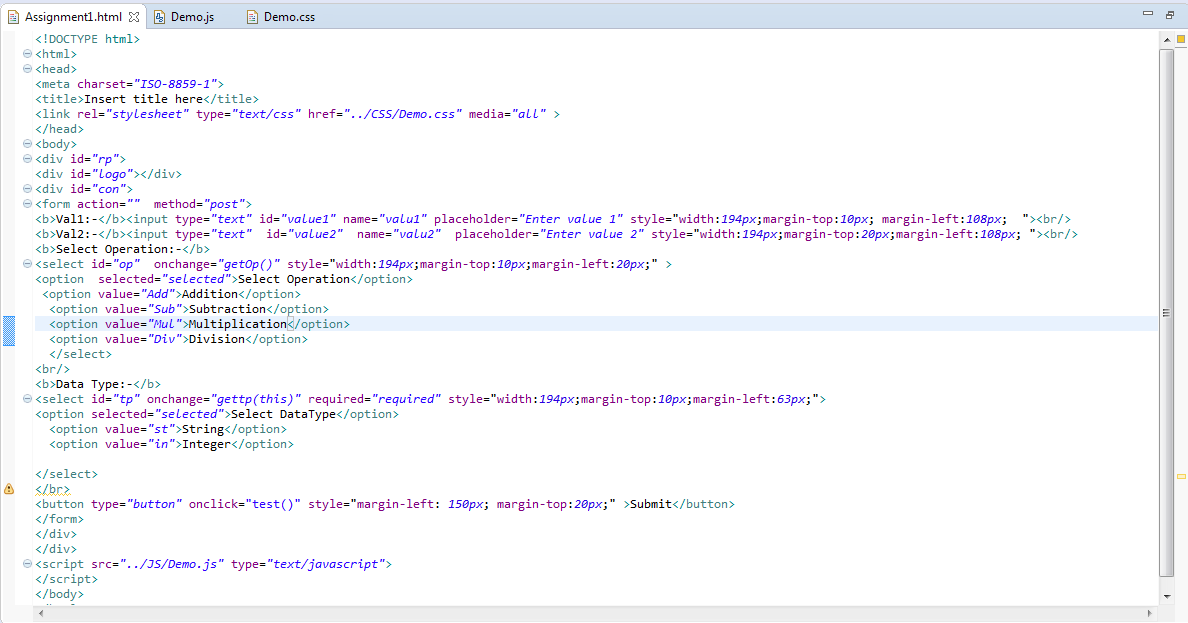 Assignment1.html Demo.js Demo.css
<!DOCTYPE html>
<html>
<head>
<meta charset="ISO-8859-1">
<title>Insert title here</title>
<link rel="stylesheet" type="text/css" href="../CSS/Demo.css" media="all" >
</head>
<body>
<div id="rp">
<div id="logo"></div>
<div id="con">
<form action=""  method="post">
<b>Val1:-</b><input type="text" id="value1" name="valu1" placeholder="Enter value 1" style="width:194px;margin-top:10px; margin-left:108px;  "><br/>
<b>Val2:-</b><input type="text"  id="value2"  name="valu2"  placeholder="Enter value 2" style="width:194px;margin-top:20px;margin-left:108px; "><br/>
<b>Select Operation:-</b>
<select id="op"  onchange="getOp()" style="width:194px;margin-top:10px;margin-left:20px;" >
<option  selected="selected">Select Operation</option>
 <option value="Add">Addition</option>
  <option value="Sub">Subtraction</option>
  <option value="Mul">Multiplication</option>
  <option value="Div">Division</option>
  </select>
<br/>
<b>Data Type:-</b>
<select id="tp" onchange="gettp(this)" required="required" style="width:194px;margin-top:10px;margin-left:63px;">
<option selected="selected">Select DataType</option>
  <option value="st">String</option>
  <option value="in">Integer</option>
</select>
</br>
<button type="button" onclick="test()" style="margin-left: 150px; margin-top:20px;" >Submit</button>
</form>
</div>
</div>
<script src="../JS/Demo.js" type="text/javascript">
</script>
</body>